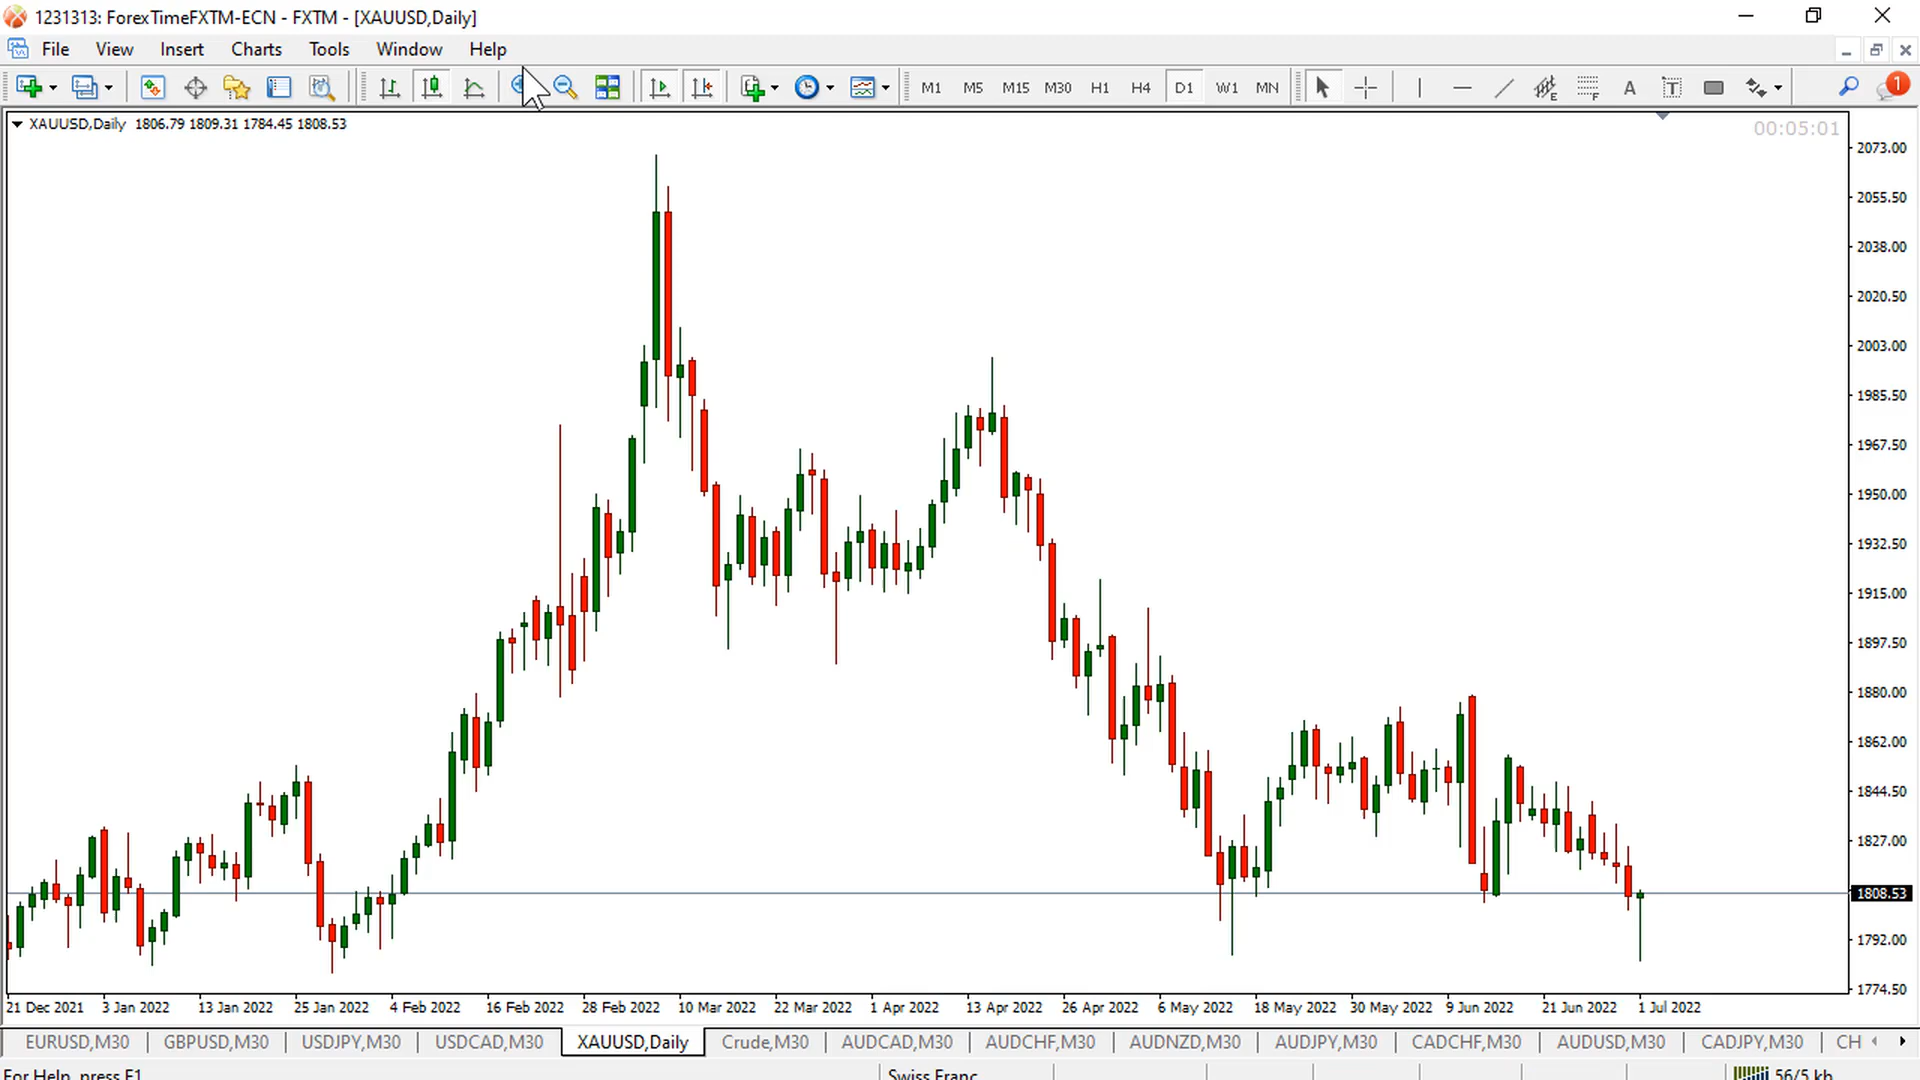 1231313: ForexTimeFXTM-ECN - FXTM - [XAUUSD,Daily]
File View Insert Charts Tools Window Help
M1 M5 M15 M30 H1 H4 D1 W1 MN E F A T 1
XAUUSD,Daily 1806.79 1809.31 1784.45 1808.53
00:05:01
2073.00
2055.50
2038.00
2020.50
2003.00
1985.50
1967.50
1950.00
1932.50
1915.00
1897.50
1880.00
1862.00
1844.50
1827.00
1808.53
1792.00
1774.50
21 Dec 2021 3 Jan 2022 13 Jan 2022 25 Jan 2022 4 Feb 2022 16 Feb 2022 28 Feb 2022 10 Mar 2022 22 Mar 2022 1 Apr 2022 13 Apr 2022 26 Apr 2022 6 May 2022 18 May 2022 30 May 2022 9 Jun 2022 21 Jun 2022 1 Jul 2022
EURUSD,M30 GBPUSD,M30 USDJPY,M30 USDCAD,M30 XAUUSD,Daily Crude,M30 AUDCAD,M30 AUDCHF,M30 AUDNZD,M30 AUDJPY,M30 CADCHF,M30 AUDUSD,M30 CADJPY,M30 CH
For Help, press F1 Swiss Franc 56/5 kb